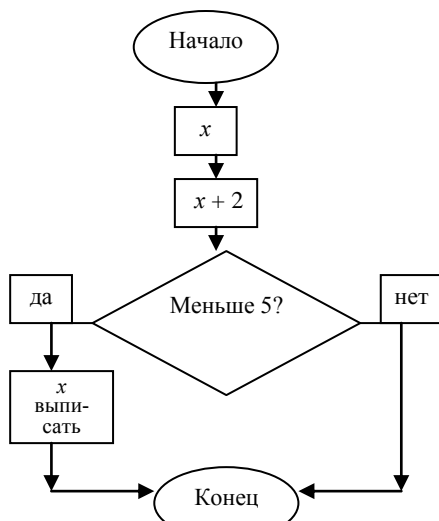 Начало
x
x + 2
Меньше 5?
да
нет
x
выпи-
сать
Конец